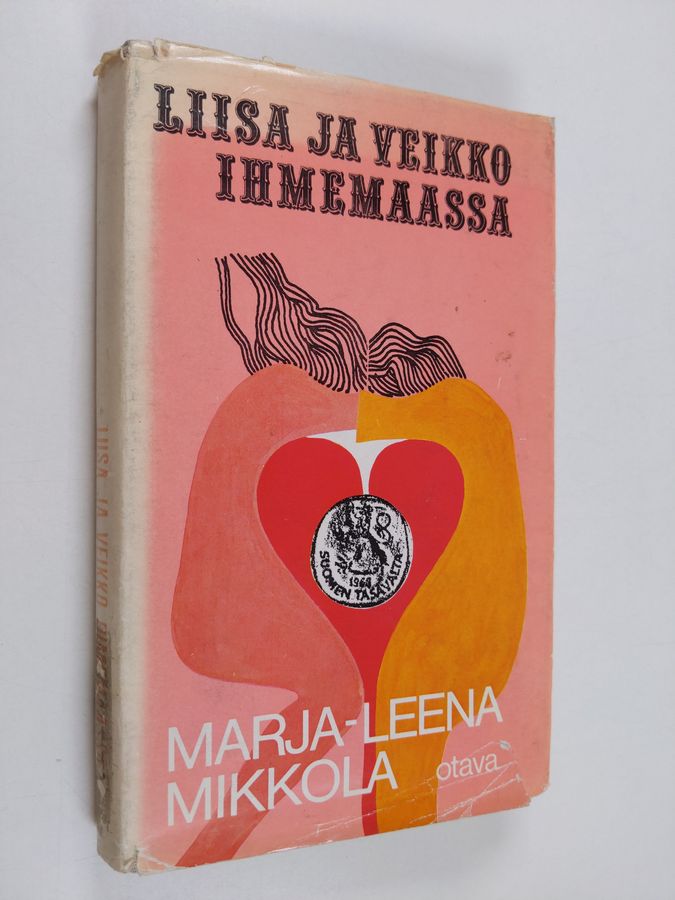 LIISA JA VEIKKO
IHMEMAASSA
1968
SUOMEN TASAVALTA
MARJA-LEENA
MIKKOLA
otava
LIISA JA VEIKKO